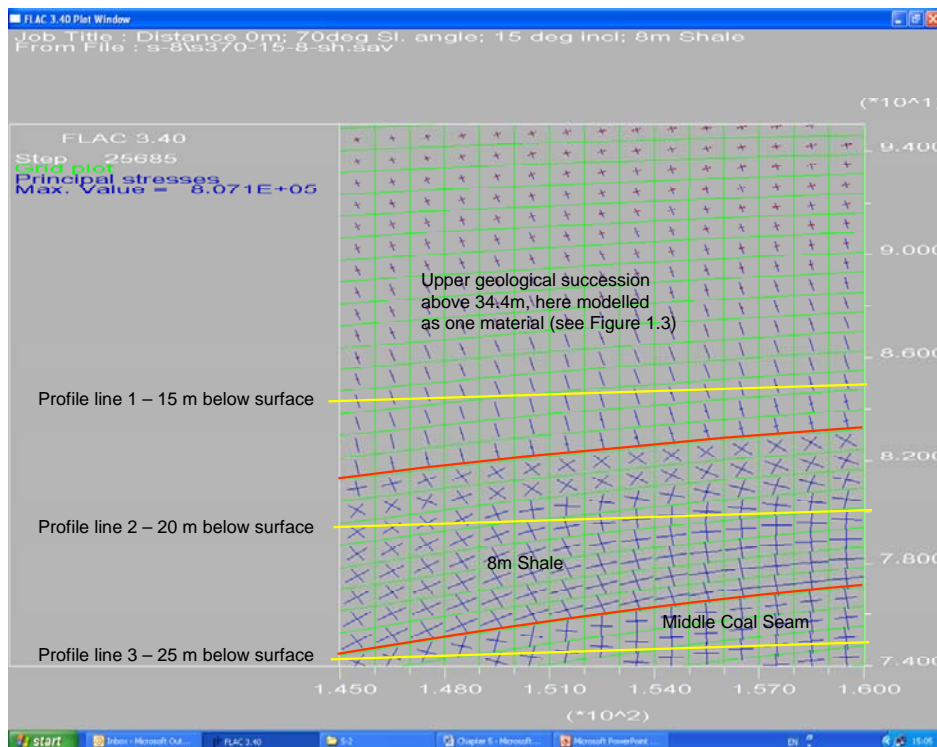 FLAC 3.40 Plot Window
Job Title : Distance 0m; 70deg Sl. angle; 15 deg incl; 8m Shale
From File : s-8\s370-15-8-sh.sav
(*10^1
FLAC 3.40
Step 25685
Grid plot
Principal stresses
Max. Value = 8.071E+05
9.400
9.000
8.600
8.200
7.800
7.400
Upper geological succession
above 34.4m, here modelled
as one material (see Figure 1.3)
Profile line 1 – 15 m below surface
Profile line 2 – 20 m below surface
8m Shale
Middle Coal Seam
Profile line 3 – 25 m below surface
1.450 1.480 1.510 1.540 1.570 1.600
(*10^2)
start Inbox - Microsoft Out... FLAC 3.40 5-2 Chapter 5 - Microsoft... Microsoft PowerPoint ... EN 15:05